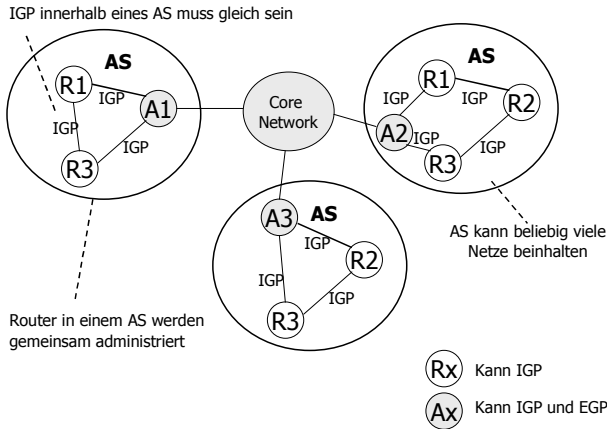 IGP innerhalb eines AS muss gleich sein
AS
R1
IGP
A1
IGP
IGP
R3
Core
Network
AS
R1
IGP
IGP
R2
A2
IGP
IGP
R3
A3
AS
IGP
R2
IGP
IGP
R3
AS kann beliebig viele
Netze beinhalten
Router in einem AS werden
gemeinsam administriert
Rx Kann IGP
Ax Kann IGP und EGP